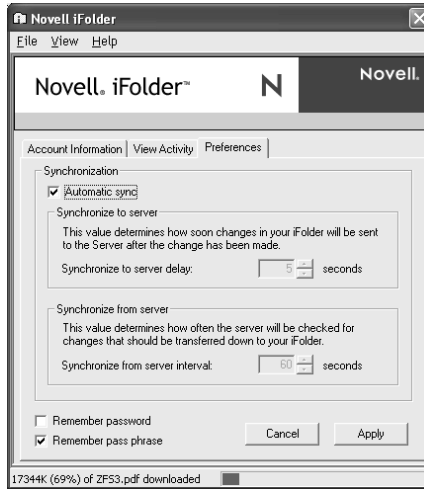 Novell iFolder
File View Help
Novell. iFolder™ N Novell.
Account Information View Activity Preferences
Synchronization
Automatic sync
Synchronize to server
This value determines how soon changes in your iFolder will be sent
to the Server after the change has been made.
Synchronize to server delay: 5 seconds
Synchronize from server
This value determines how often the server will be checked for
changes that should be transferred down to your iFolder.
Synchronize from server interval: 60 seconds
Remember password
Remember pass phrase
Cancel Apply
17344K (69%) of ZFS3.pdf downloaded